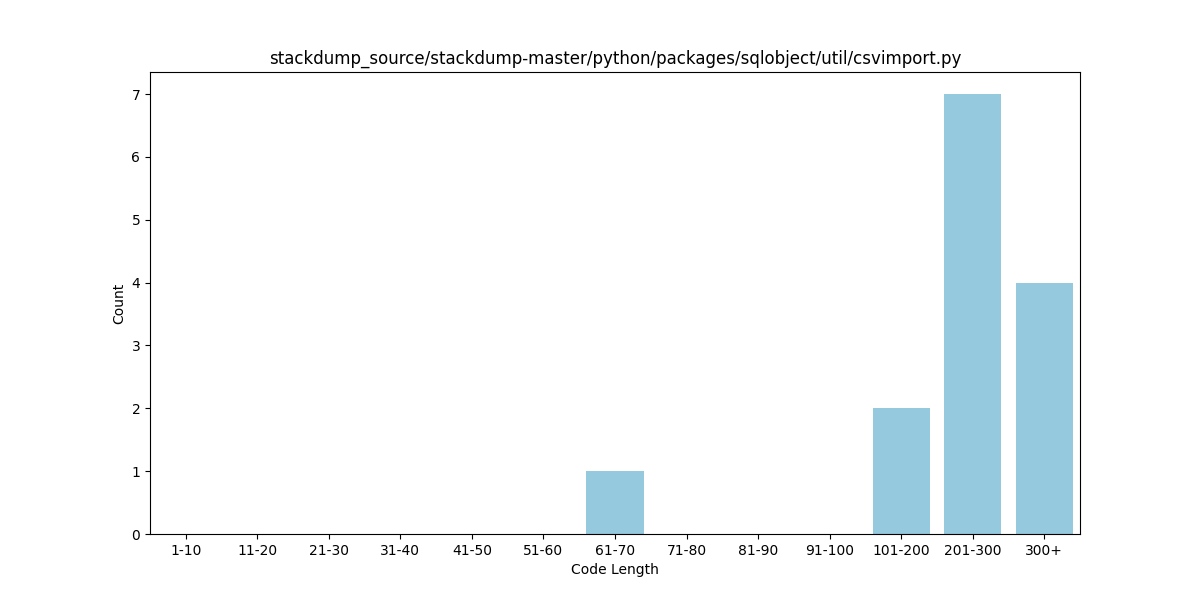 stackdump_source/stackdump-master/python/packages/sqlobject/util/csvimport.py
7
6
5
4
3
2
1
0
Count
1-10 11-20 21-30 31-40 41-50 51-60 61-70 71-80 81-90 91-100 101-200 201-300 300+
Code Length